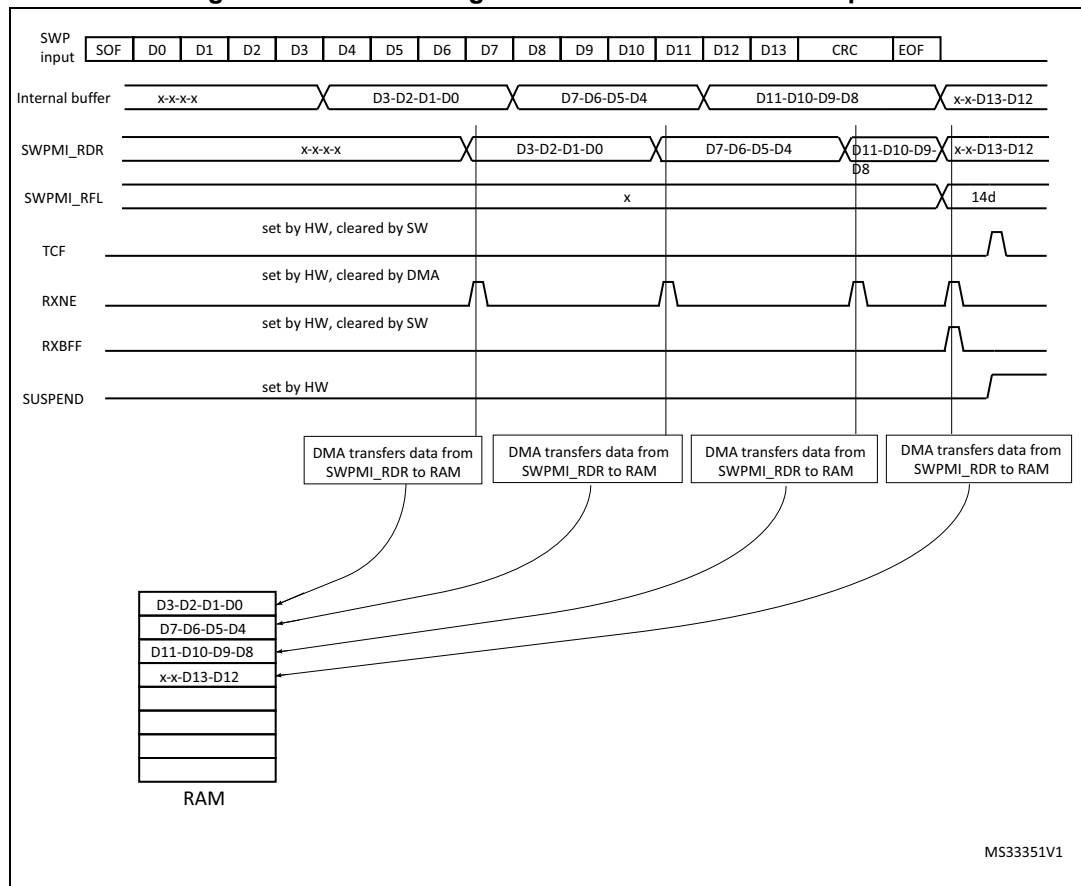 SWP
input SOF D0 D1 D2 D3 D4 D5 D6 D7 D8 D9 D10 D11 D12 D13 CRC EOF
Internal buffer x-x-x-x D3-D2-D1-D0 D7-D6-D5-D4 D11-D10-D9-D8 x-x-D13-D12
SWPMI_RDR x-x-x-x D3-D2-D1-D0 D7-D6-D5-D4 D11-D10-D9- x-x-D13-D12
D8
SWPMI_RFL x 14d
set by HW, cleared by SW
TCF
set by HW, cleared by DMA
RXNE
set by HW, cleared by SW
RXBFF
set by HW
SUSPEND
DMA transfers data from
SWPMI_RDR to RAM
DMA transfers data from
SWPMI_RDR to RAM
DMA transfers data from
SWPMI_RDR to RAM
DMA transfers data from
SWPMI_RDR to RAM
D3-D2-D1-D0
D7-D6-D5-D4
D11-D10-D9-D8
x-x-D13-D12
RAM
MS33351V1